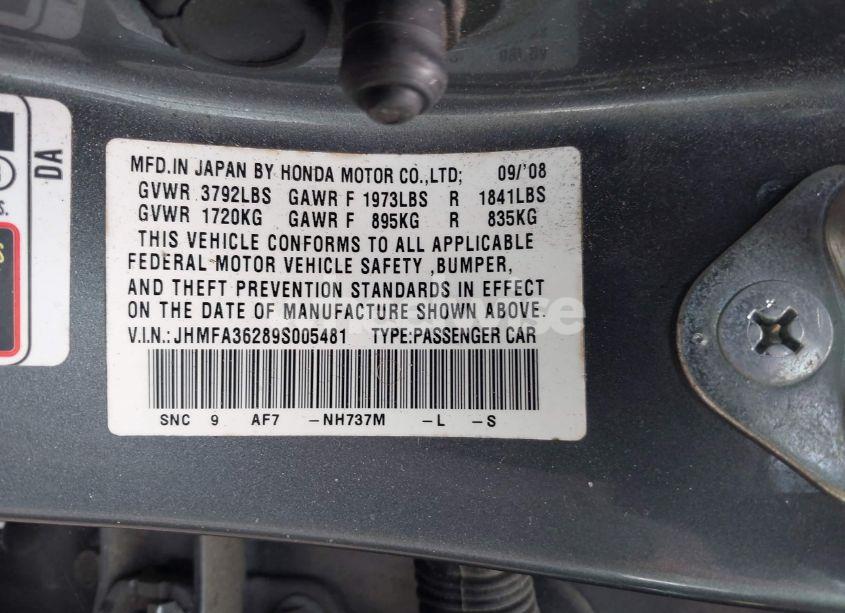 MFD.IN JAPAN BY HONDA MOTOR CO.,LTD; 09/'08
GVWR 3792LBS GAWR F 1973LBS R 1841LBS
GVWR 1720KG GAWR F 895KG R 835KG
THIS VEHICLE CONFORMS TO ALL APPLICABLE
FEDERAL MOTOR VEHICLE SAFETY ,BUMPER,
AND THEFT PREVENTION STANDARDS IN EFFECT
ON THE DATE OF MANUFACTURE SHOWN ABOVE.
V.I.N.: JHMFA36289S005481 TYPE:PASSENGER CAR
SNC 9 AF7 -NH737M -L -S
DA